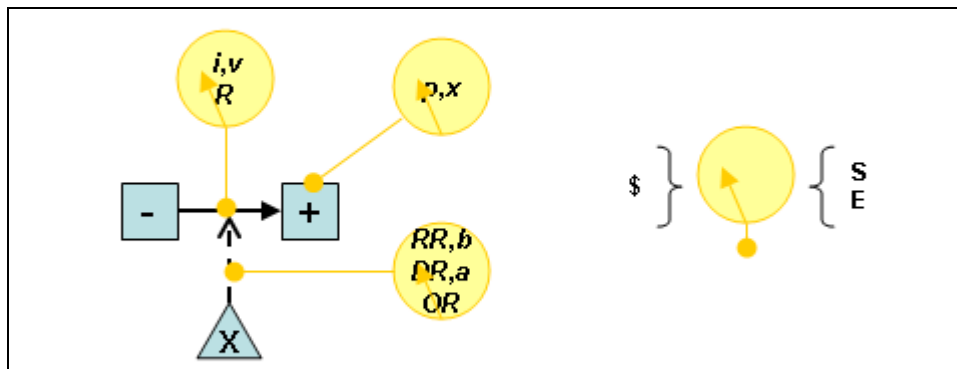 i,v
R
p,x
-
+
RR,b
DR,a
OR
X
$
S
E